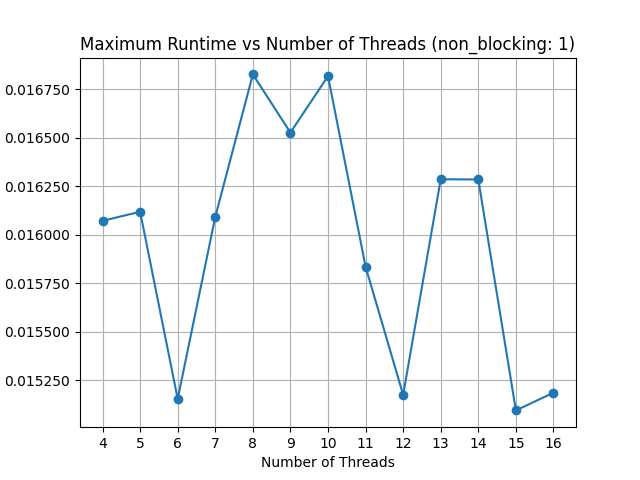 Maximum Runtime vs Number of Threads (non_blocking: 1)
0.016750
0.016500
0.016250
0.016000
0.015750
0.015500
0.015250
4 5 6 7 8 9 10 11 12 13 14 15 16
Number of Threads